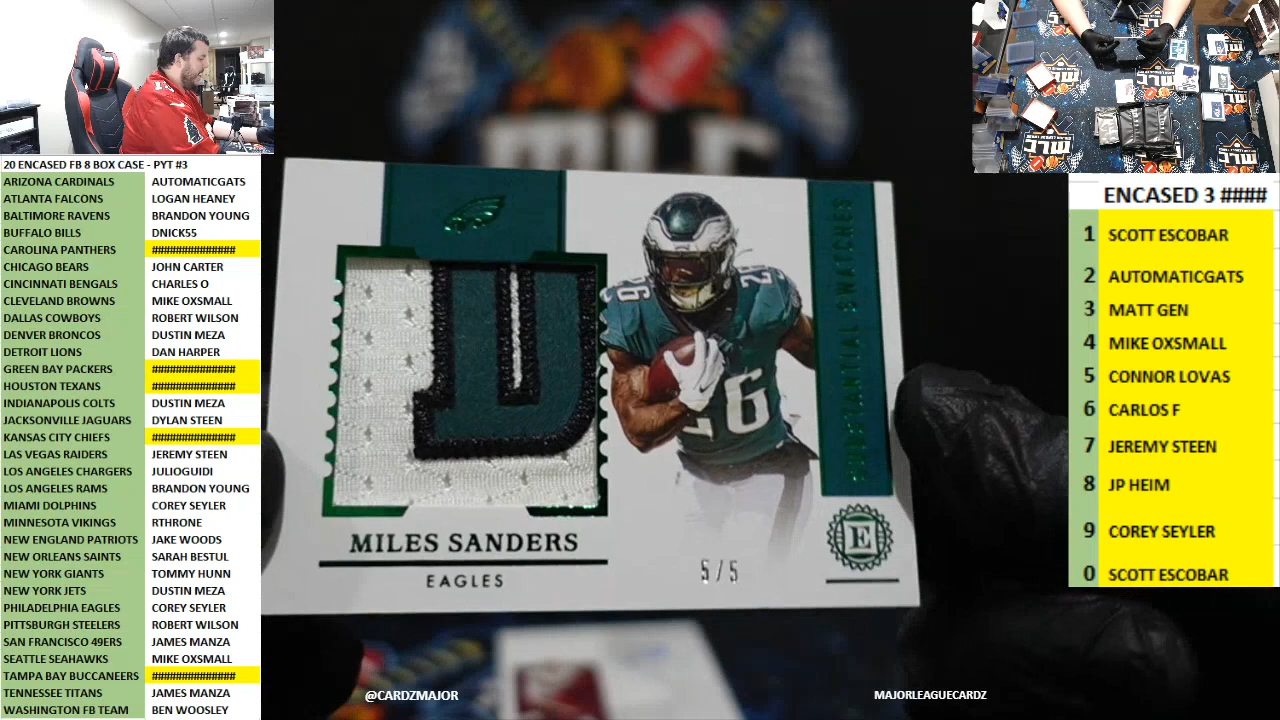 20 ENCASED FB 8 BOX CASE - PYT #3
ARIZONA CARDINALS AUTOMATICGATS
ATLANTA FALCONS LOGAN HEANEY
BALTIMORE RAVENS BRANDON YOUNG
BUFFALO BILLS DNICK55
CAROLINA PANTHERS ##############
CHICAGO BEARS JOHN CARTER
CINCINNATI BENGALS CHARLES O
CLEVELAND BROWNS MIKE OXSMALL
DALLAS COWBOYS ROBERT WILSON
DENVER BRONCOS DUSTIN MEZA
DETROIT LIONS DAN HARPER
GREEN BAY PACKERS ##############
HOUSTON TEXANS ##############
INDIANAPOLIS COLTS DUSTIN MEZA
JACKSONVILLE JAGUARS DYLAN STEEN
KANSAS CITY CHIEFS ##############
LAS VEGAS RAIDERS JEREMY STEEN
LOS ANGELES CHARGERS JULIOGUIDI
LOS ANGELES RAMS BRANDON YOUNG
MIAMI DOLPHINS COREY SEYLER
MINNESOTA VIKINGS RTHRONE
NEW ENGLAND PATRIOTS JAKE WOODS
NEW ORLEANS SAINTS SARAH BESTUL
NEW YORK GIANTS TOMMY HUNN
NEW YORK JETS DUSTIN MEZA
PHILADELPHIA EAGLES COREY SEYLER
PITTSBURGH STEELERS ROBERT WILSON
SAN FRANCISCO 49ERS JAMES MANZA
SEATTLE SEAHAWKS MIKE OXSMALL
TAMPA BAY BUCCANEERS ##############
TENNESSEE TITANS JAMES MANZA
WASHINGTON FB TEAM BEN WOOSLEY
SUBSTANTIAL SWATCHES
26
26
MILES SANDERS
EAGLES
5/5
E
@CARDZMAJOR
MAJORLEAGUECARDZ
ENCASED 3 ####
1 SCOTT ESCOBAR
2 AUTOMATICGATS
3 MATT GEN
4 MIKE OXSMALL
5 CONNOR LOVAS
6 CARLOS F
7 JEREMY STEEN
8 JP HEIM
9 COREY SEYLER
0 SCOTT ESCOBAR